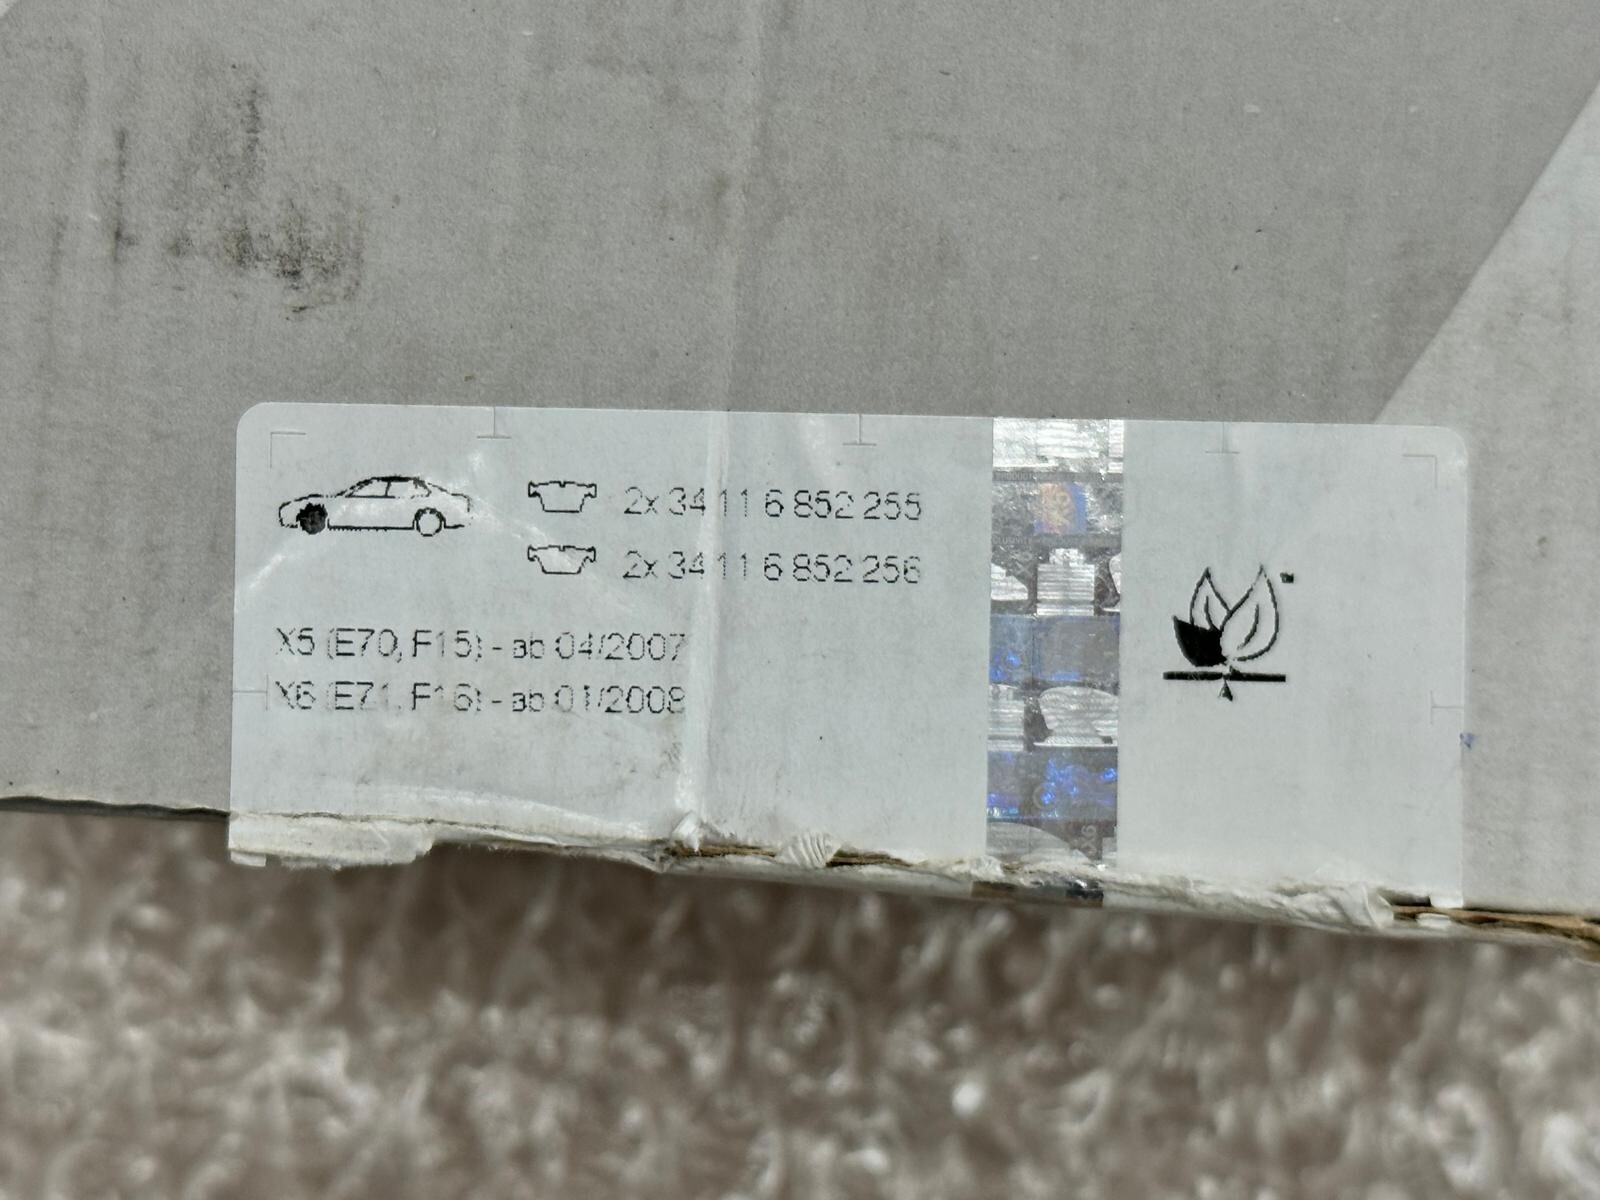 2x 34 11 6 852 255
2x 34 11 6 852 256
X5 (E70, F15) - ab 04/2007
X6 (E71, F16) - ab 01/2008